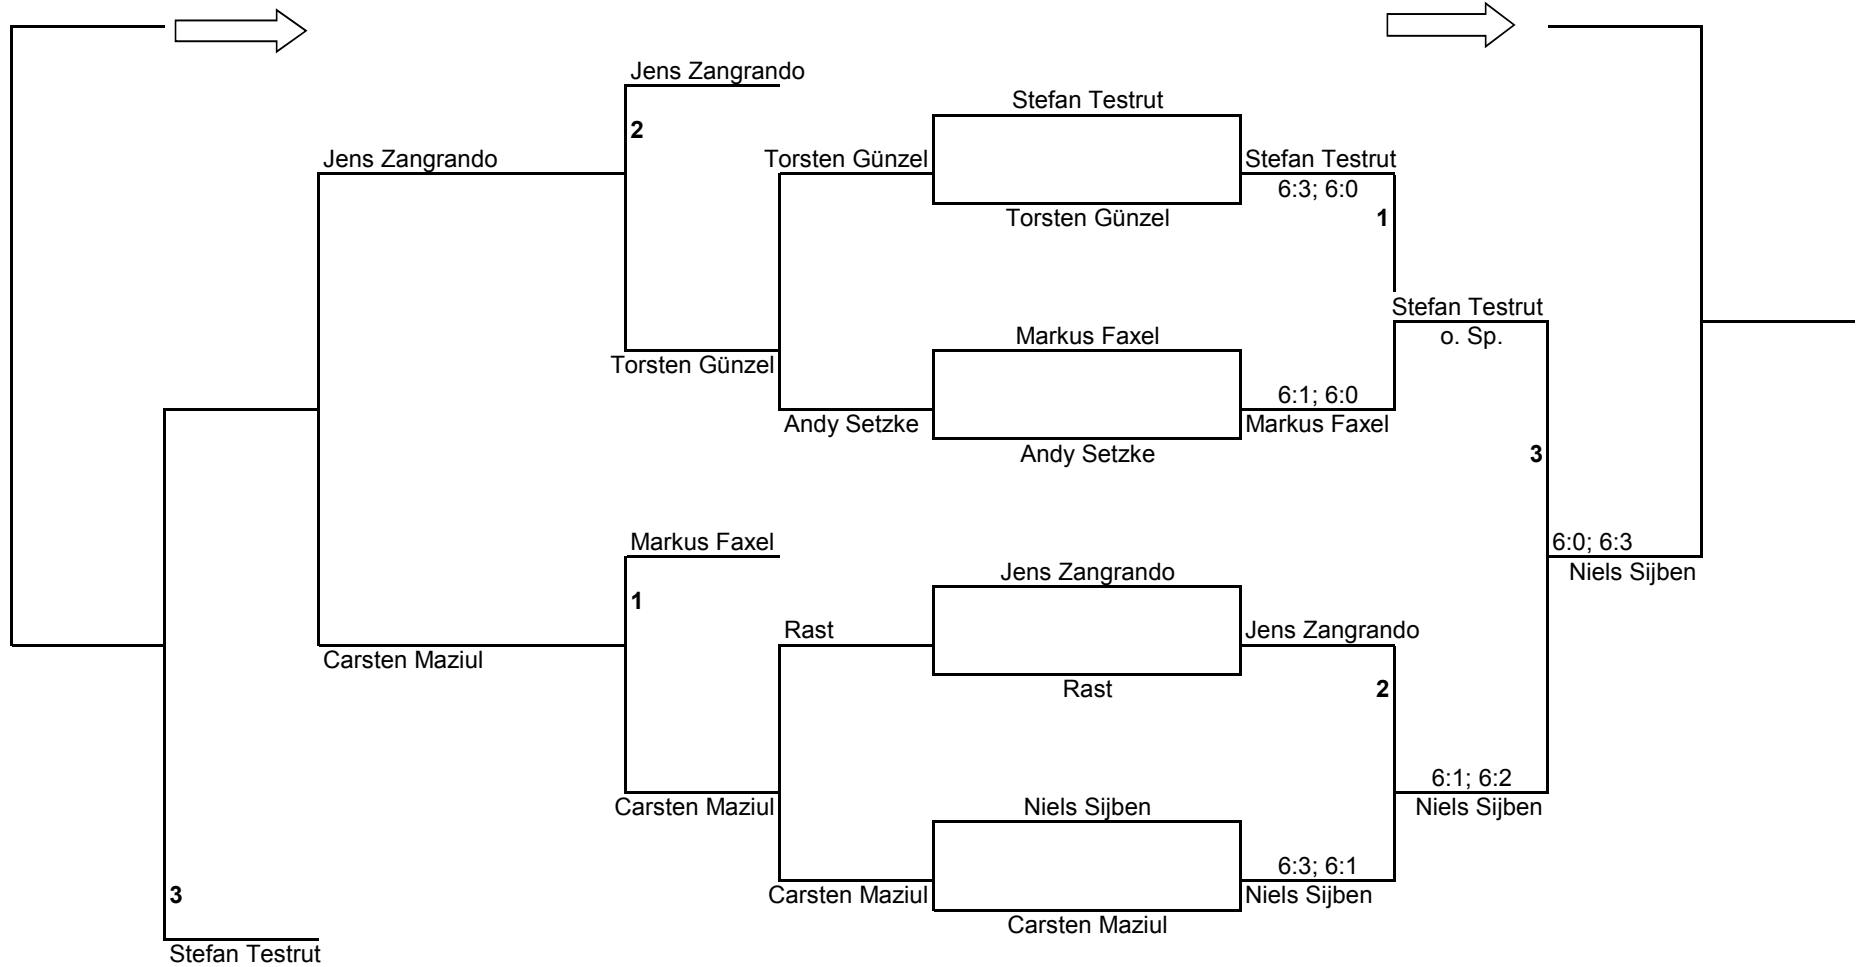 Jens Zangrando
2
Jens Zangrando
Torsten Günzel
Stefan Testrut
Stefan Testrut
6:3; 6:0
Torsten Günzel
1
Stefan Testrut
o. Sp.
Torsten Günzel
Markus Faxel
6:1; 6:0
Andy Setzke
Markus Faxel
Andy Setzke
3
Markus Faxel
6:0; 6:3
Niels Sijben
1
Jens Zangrando
Rast
Jens Zangrando
Carsten Maziul
Rast
2
6:1; 6:2
Carsten Maziul
Niels Sijben
Niels Sijben
6:3; 6:1
3
Carsten Maziul
Niels Sijben
Carsten Maziul
Stefan Testrut